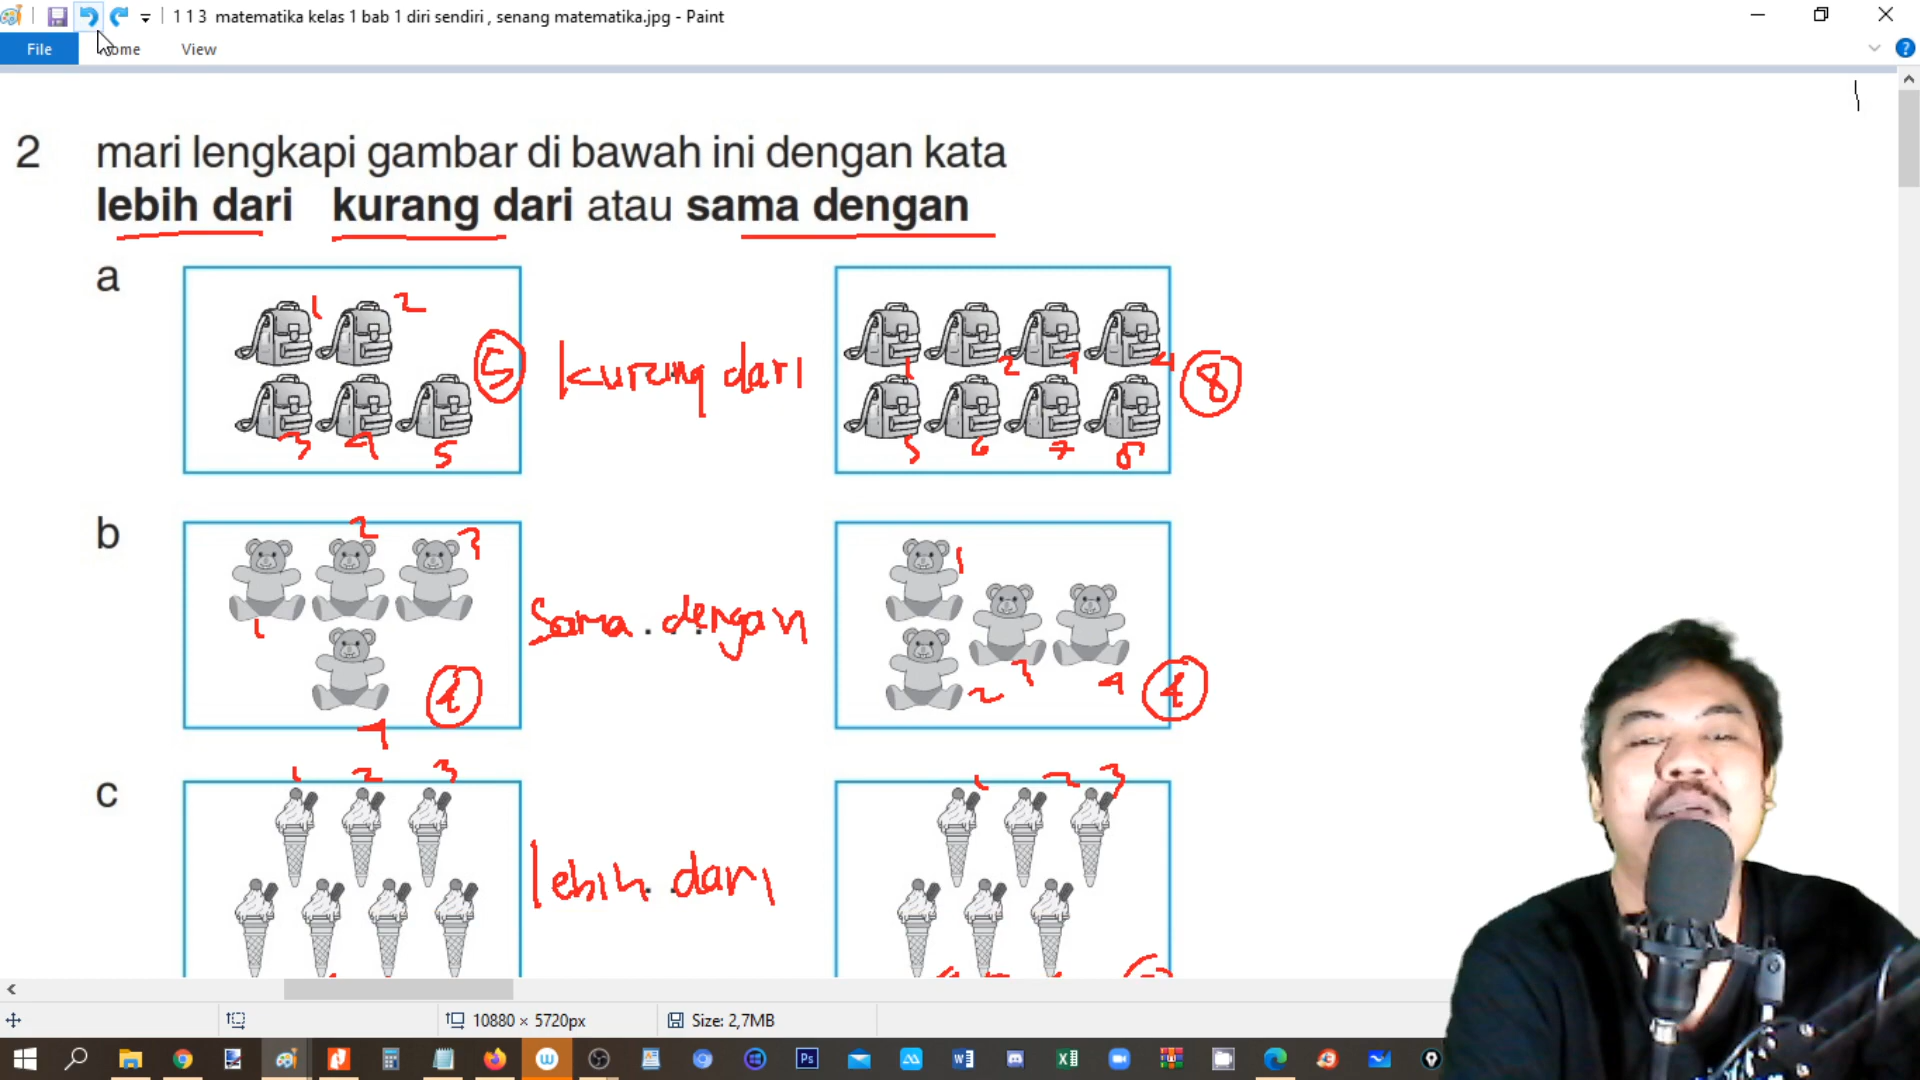 1 1 3 matematika kelas 1 bab 1 diri sendiri , senang matematika.jpg - Paint
File
ome
View
2 mari lengkapi gambar di bawah ini dengan kata
lebih dari kurang dari atau sama dengan
a
1 2
3 4 5
5
kurang dari
1 2 3 4
5 6 7 8
8
b
1 2 3
4
4
Sama dengan
1
2 3 4
4
c
1 2 3
lebih dari
1 2 3
10880 × 5720px
Size: 2,7MB